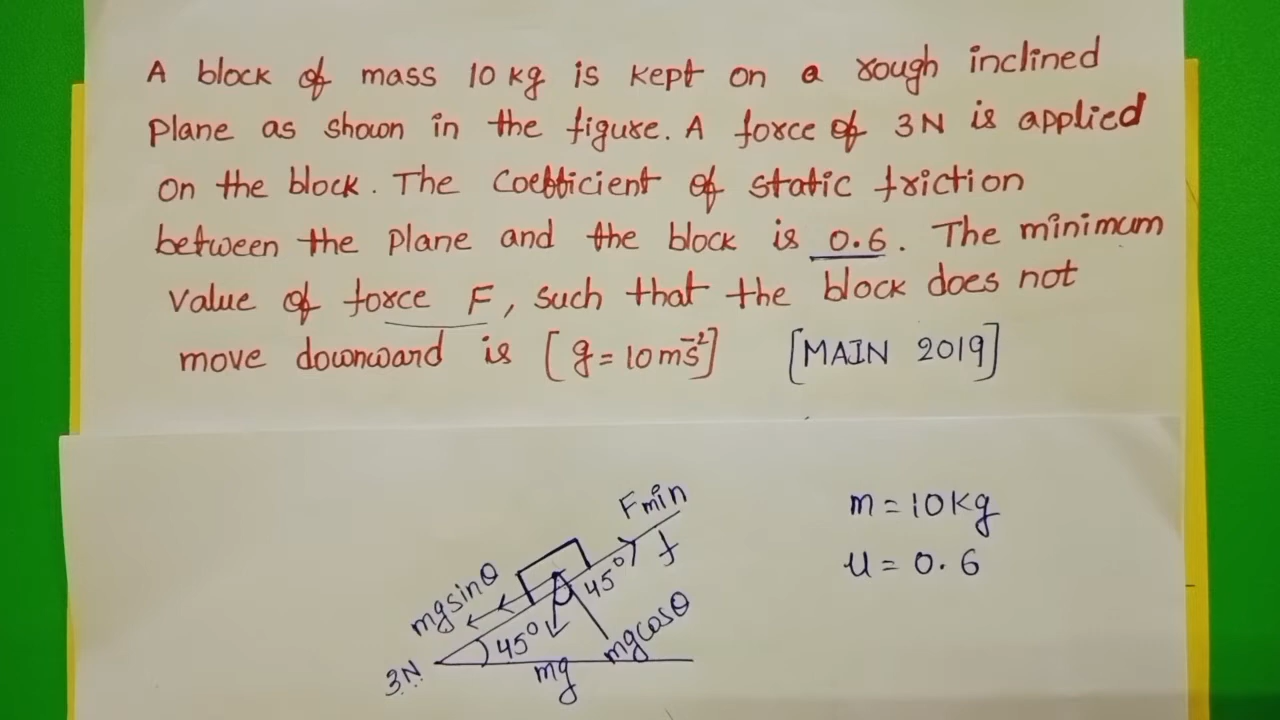 A block of mass 10 kg is kept on a rough inclined
Plane as shown in the figure. A force of 3N is applied
on the block. The coefficient of static friction
between the plane and the block is 0.6. The minimum
value of force F, such that the block does not
move downward is [g = 10 ms⁻²] [MAIN 2019]
Fmin
m = 10kg
f
μ = 0.6
mgsinθ
45°
45°
mgcosθ
3N
mg